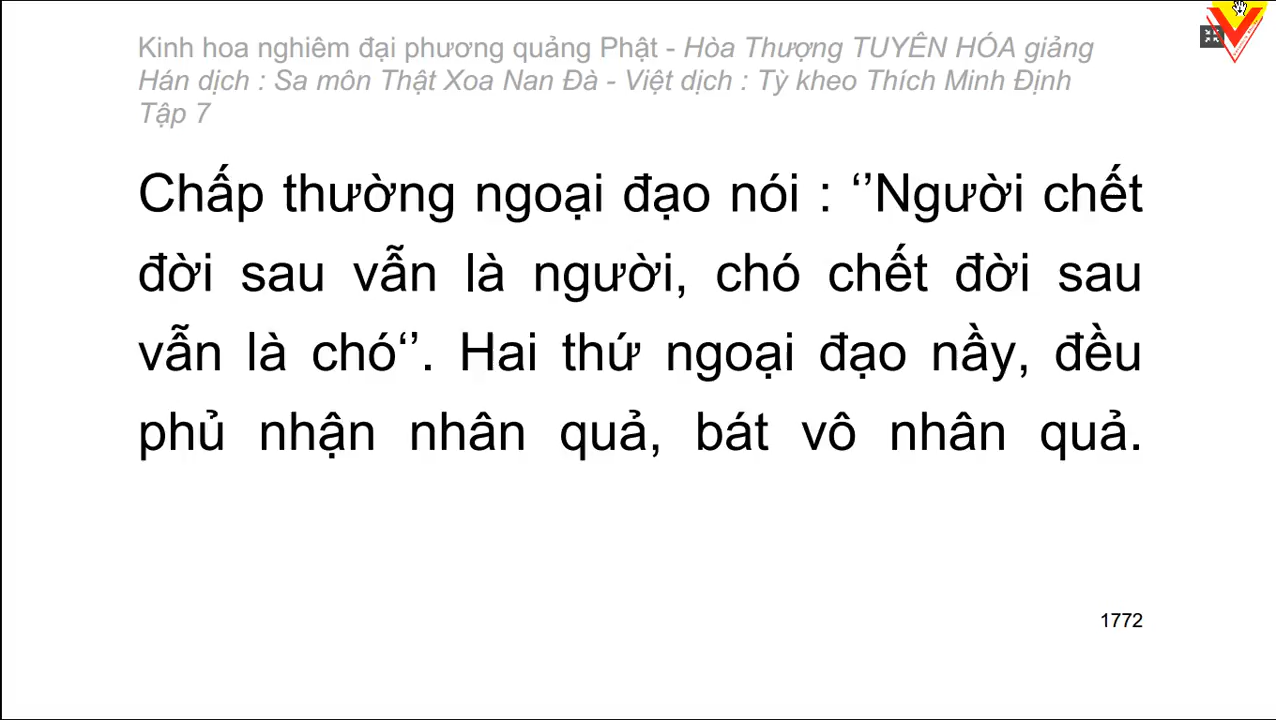 Kinh hoa nghiêm đại phương quảng Phật - Hòa Thượng TUYÊN HÓA giảng
Hán dịch : Sa môn Thật Xoa Nan Đà - Việt dịch : Tỳ kheo Thích Minh Định
Tập 7
Chấp thường ngoại đạo nói : ‘’Người chết
đời sau vẫn là người, chó chết đời sau
vẫn là chó‘’. Hai thứ ngoại đạo nầy, đều
phủ nhận nhân quả, bát vô nhân quả.
1772